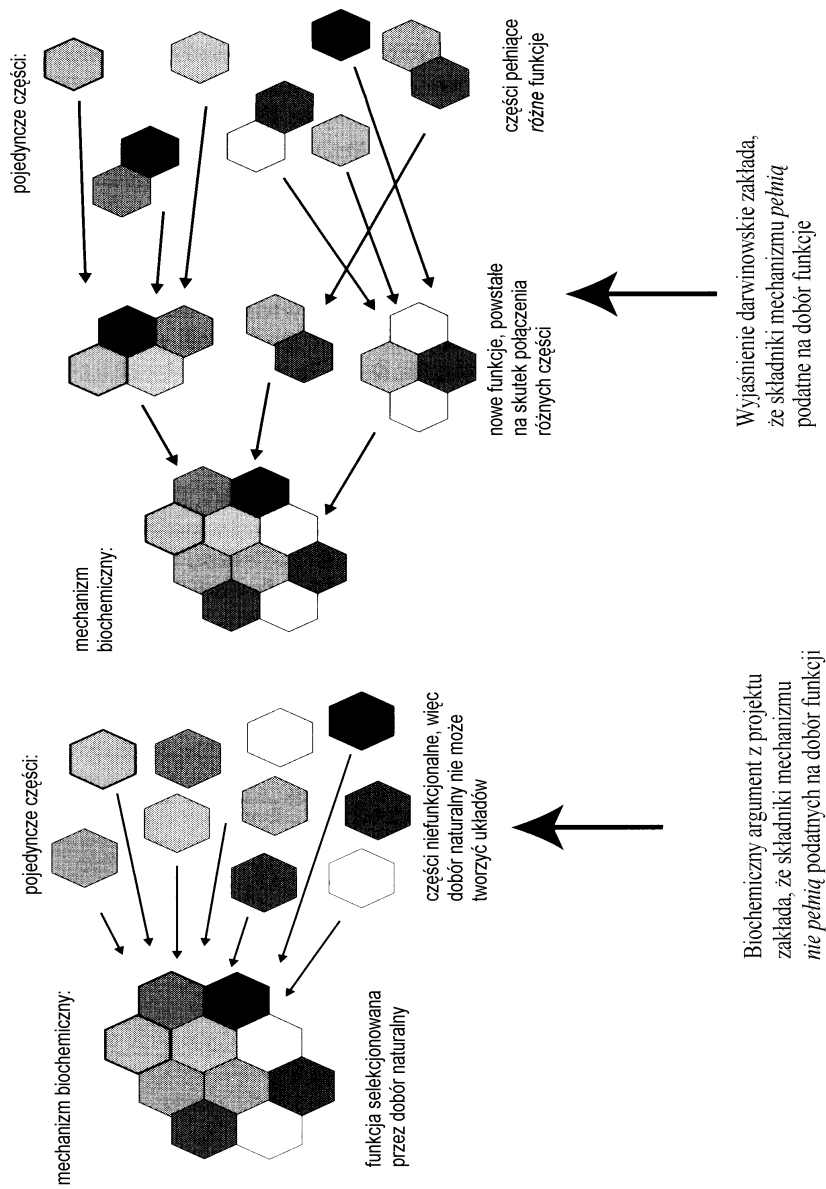 mechanizm biochemiczny:
pojedyncze części:
funkcja selekcjonowana
przez dobór naturalny
części niefunkcjonalne, więc
dobór naturalny nie może
tworzyć układów
Biochemiczny argument z projektu
zakłada, że składniki mechanizmu
nie pełnią podatnych na dobór funkcji
mechanizm
biochemiczny:
pojedyncze części:
nowe funkcje, powstałe
na skutek połączenia
różnych części
części pełniące
różne funkcje
Wyjaśnienie darwinowskie zakłada,
że składniki mechanizmu pełnią
podatne na dobór funkcje